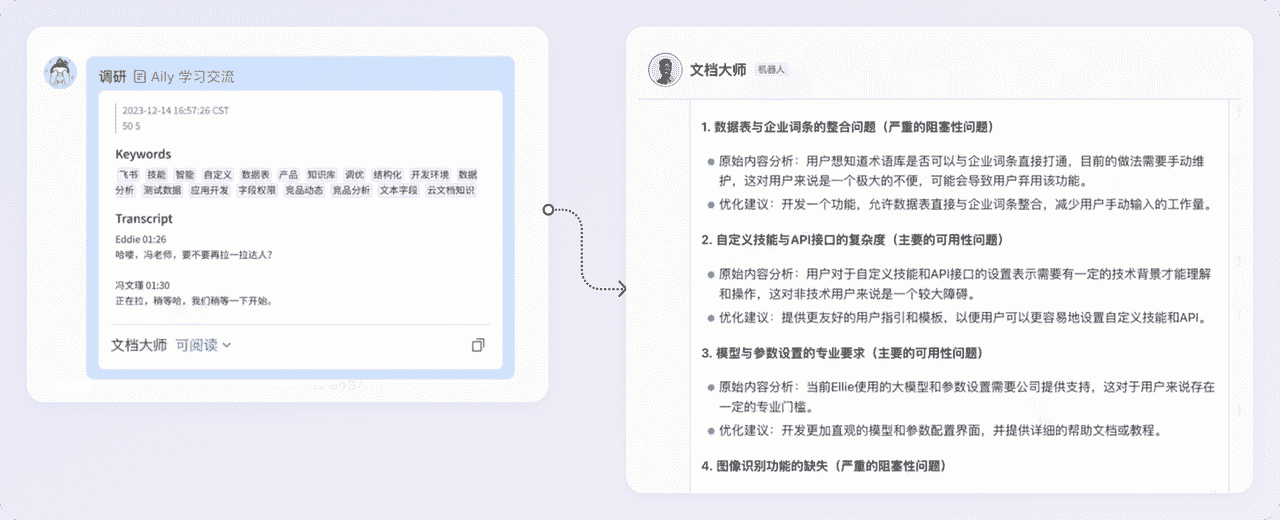 调研 Aily 学习交流
2023-12-14 16:57:26 CST
50 5
Keywords
飞书 技能 智能 自定义 数据表 产品 知识库 调优 结构化 开发环境 数据
分析 测试数据 应用开发 字段权限 竞品动态 竞品分析 文本字段 云文档知识
Transcript
Eddie 01:26
哈喽，冯老师，要不要再拉一拉达人？
冯文瑾 01:30
正在拉，稍等哈，我们稍等一下开始。
文档大师 可阅读
文档大师 机器人
1. 数据表与企业词条的整合问题（严重的阻塞性问题）
原始内容分析：用户想知道术语库是否可以与企业词条直接打通，目前的做法需要手动维
护，这对用户来说是一个极大的不便，可能会导致用户弃用该功能。
优化建议：开发一个功能，允许数据表直接与企业词条整合，减少用户手动输入的工作量。
2. 自定义技能与API接口的复杂度（主要的可用性问题）
原始内容分析：用户对于自定义技能和API接口的设置表示需要有一定的技术背景才能理解
和操作，这对非技术用户来说是一个较大障碍。
优化建议：提供更友好的用户指引和模板，以便用户可以更容易地设置自定义技能和API。
3. 模型与参数设置的专业要求（主要的可用性问题）
原始内容分析：当前Ellie使用的大模型和参数设置需要公司提供支持，这对于用户来说存在
一定的专业门槛。
优化建议：开发更加直观的模型和参数配置界面，并提供详细的帮助文档或教程。
4. 图像识别功能的缺失（严重的阻塞性问题）